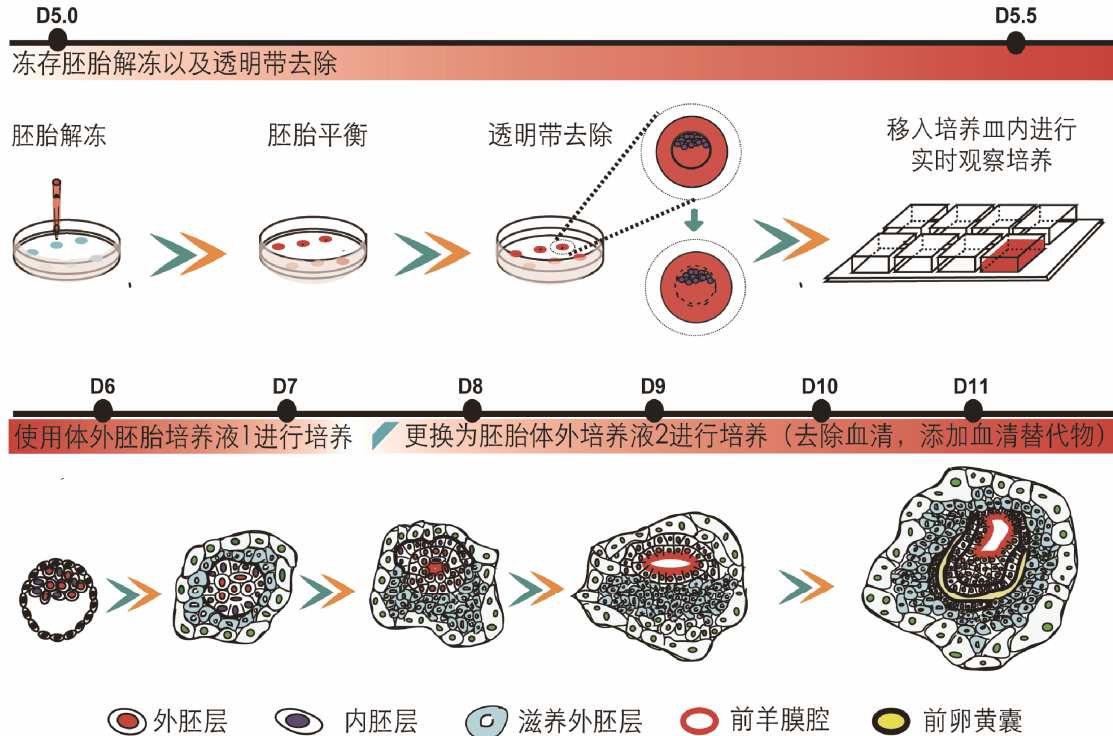 D5.0 D5.5
冻存胚胎解冻以及透明带去除
胚胎解冻 胚胎平衡 透明带去除 移入培养皿内进行
实时观察培养
D6 D7 D8 D9 D10 D11
使用体外胚胎培养液1进行培养 更换为胚胎体外培养液2进行培养（去除血清，添加血清替代物）
外胚层 内胚层 滋养外胚层 前羊膜腔 前卵黄囊